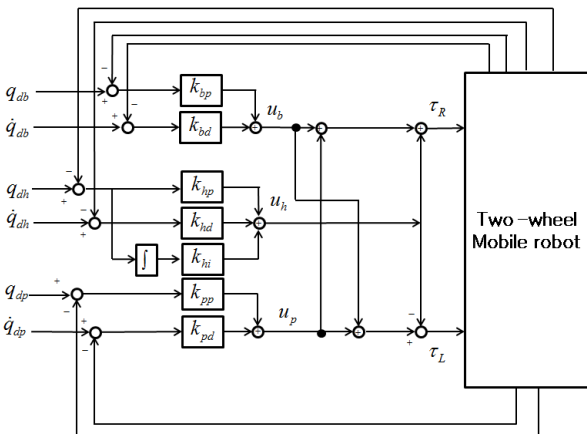 q_db
k_bp
q̇_db
k_bd
u_b
τ_R
q_dh
k_hp
u_h
q̇_dh
k_hd
∫
k_hi
Two -wheel
Mobile robot
q_dp
k_pp
q̇_dp
k_pd
u_p
τ_L